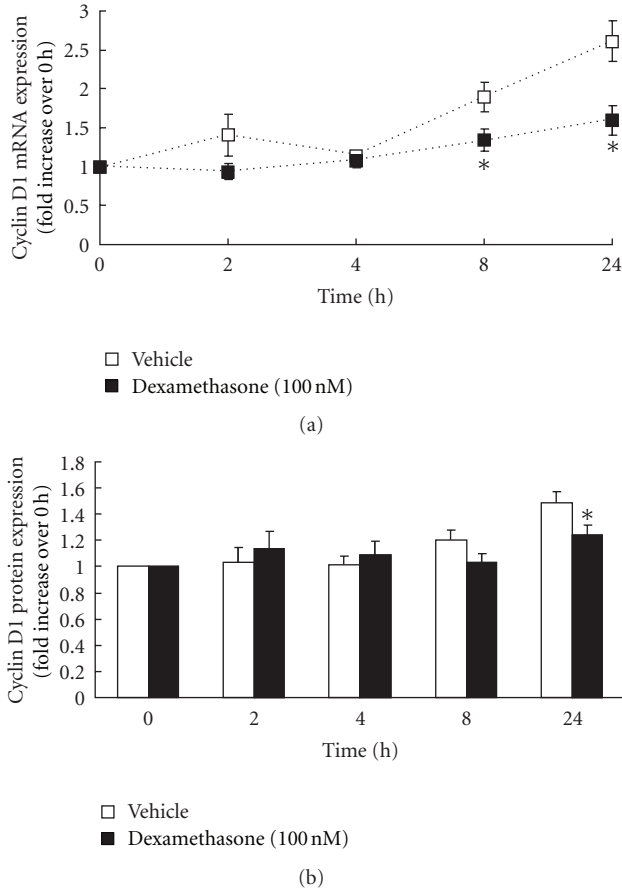 Cyclin D1 mRNA expression
(fold increase over 0 h)
3
2.5
2
1.5
1
0.5
0
*
*
0 2 4 8 24
Time (h)
Vehicle
Dexamethasone (100 nM)
(a)
Cyclin D1 protein expression
(fold increase over 0 h)
1.8
1.6
1.4
1.2
1
0.8
0.6
0.4
0.2
0
*
0 2 4 8 24
Time (h)
Vehicle
Dexamethasone (100 nM)
(b)